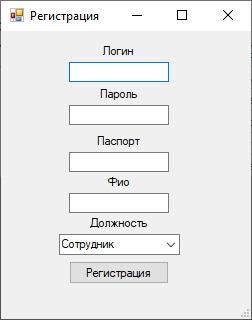 Регистрация
Логин
Пароль
Паспорт
Фио
Должность
Сотрудник
Регистрация